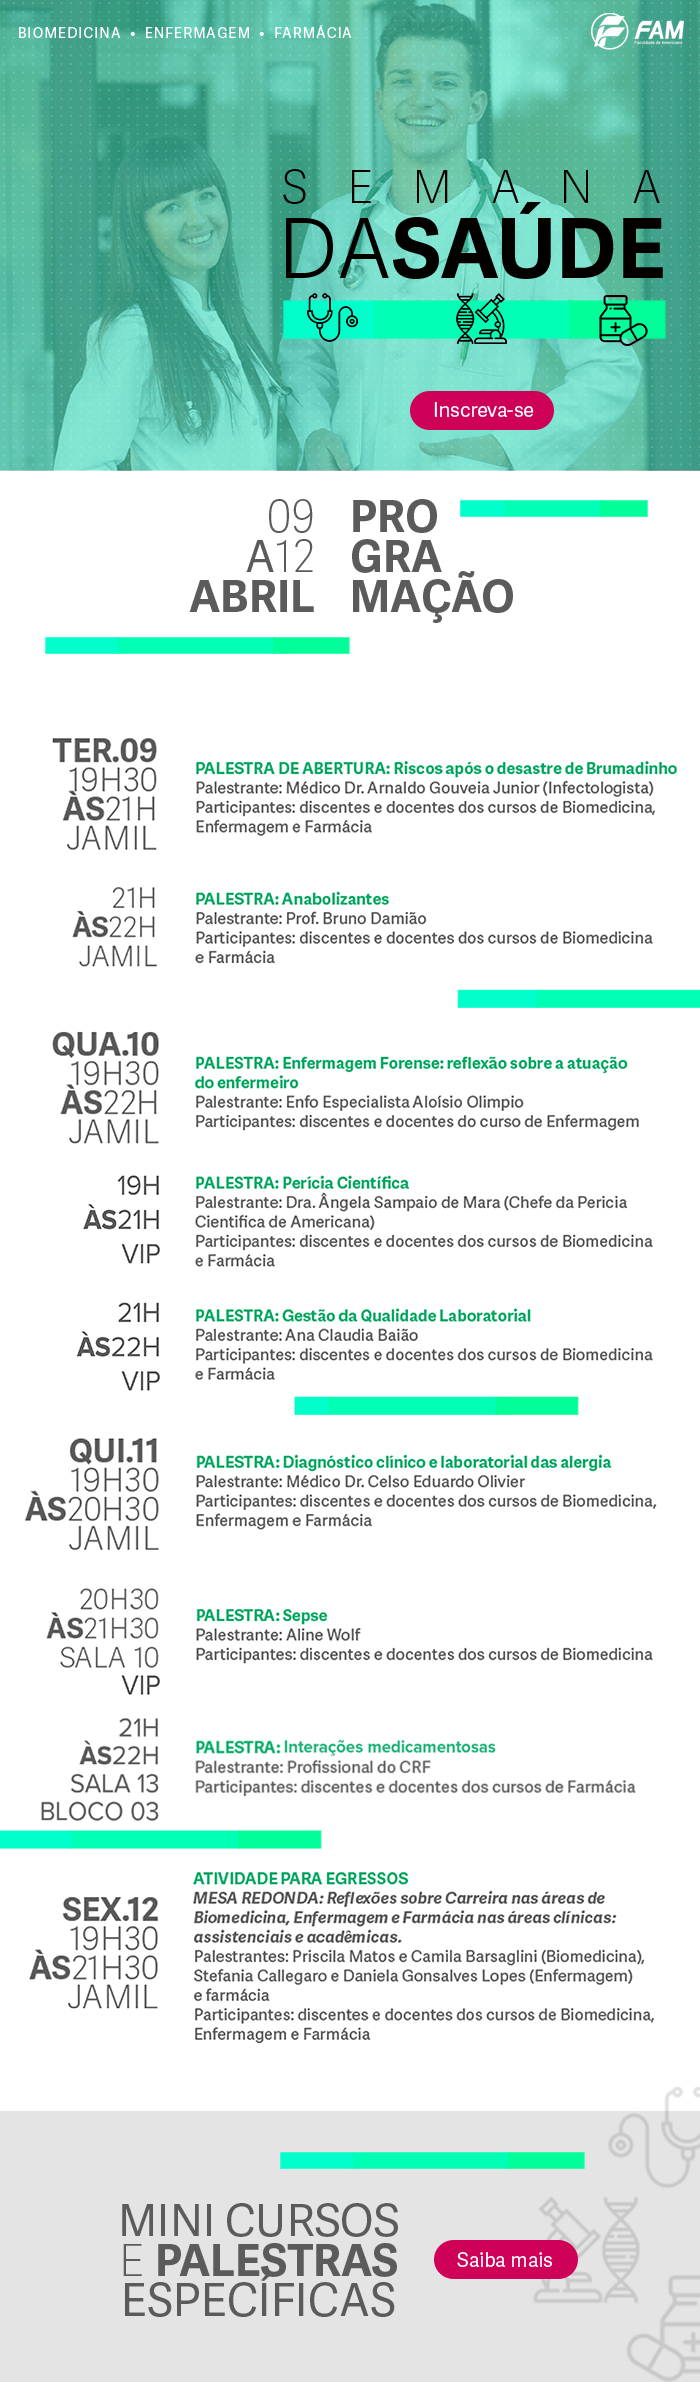 BIOMEDICINA • ENFERMAGEM • FARMÁCIA
FAM
Faculdade de Americana
SEMANA
DASAÚDE
Inscreva-se
09
A12
ABRIL
PRO
GRA
MAÇÃO
TER.09
19H30
ÀS21H
JAMIL
PALESTRA DE ABERTURA: Riscos após o desastre de Brumadinho
Palestrante: Médico Dr. Arnaldo Gouveia Junior (Infectologista)
Participantes: discentes e docentes dos cursos de Biomedicina,
Enfermagem e Farmácia
21H
ÀS22H
JAMIL
PALESTRA: Anabolizantes
Palestrante: Prof. Bruno Damião
Participantes: discentes e docentes dos cursos de Biomedicina
e Farmácia
QUA.10
19H30
ÀS22H
JAMIL
PALESTRA: Enfermagem Forense: reflexão sobre a atuação
do enfermeiro
Palestrante: Enfo Especialista Aloísio Olimpio
Participantes: discentes e docentes do curso de Enfermagem
19H
ÀS21H
VIP
PALESTRA: Perícia Científica
Palestrante: Dra. Ângela Sampaio de Mara (Chefe da Pericia
Cientifica de Americana)
Participantes: discentes e docentes dos cursos de Biomedicina
e Farmácia
21H
ÀS22H
VIP
PALESTRA: Gestão da Qualidade Laboratorial
Palestrante: Ana Claudia Baião
Participantes: discentes e docentes dos cursos de Biomedicina
e Farmácia
QUI.11
19H30
ÀS20H30
JAMIL
PALESTRA: Diagnóstico clínico e laboratorial das alergia
Palestrante: Médico Dr. Celso Eduardo Olivier
Participantes: discentes e docentes dos cursos de Biomedicina,
Enfermagem e Farmácia
20H30
ÀS21H30
SALA 10
VIP
PALESTRA: Sepse
Palestrante: Aline Wolf
Participantes: discentes e docentes dos cursos de Biomedicina
21H
ÀS22H
SALA 13
BLOCO 03
PALESTRA: Interações medicamentosas
Palestrante: Profissional do CRF
Participantes: discentes e docentes dos cursos de Farmácia
SEX.12
19H30
ÀS21H30
JAMIL
ATIVIDADE PARA EGRESSOS
MESA REDONDA: Reflexões sobre Carreira nas áreas de
Biomedicina, Enfermagem e Farmácia nas áreas clínicas:
assistenciais e acadêmicas.
Palestrantes: Priscila Matos e Camila Barsaglini (Biomedicina),
Stefania Callegaro e Daniela Gonsalves Lopes (Enfermagem)
e farmácia
Participantes: discentes e docentes dos cursos de Biomedicina,
Enfermagem e Farmácia
MINI CURSOS
E PALESTRAS
ESPECÍFICAS
Saiba mais